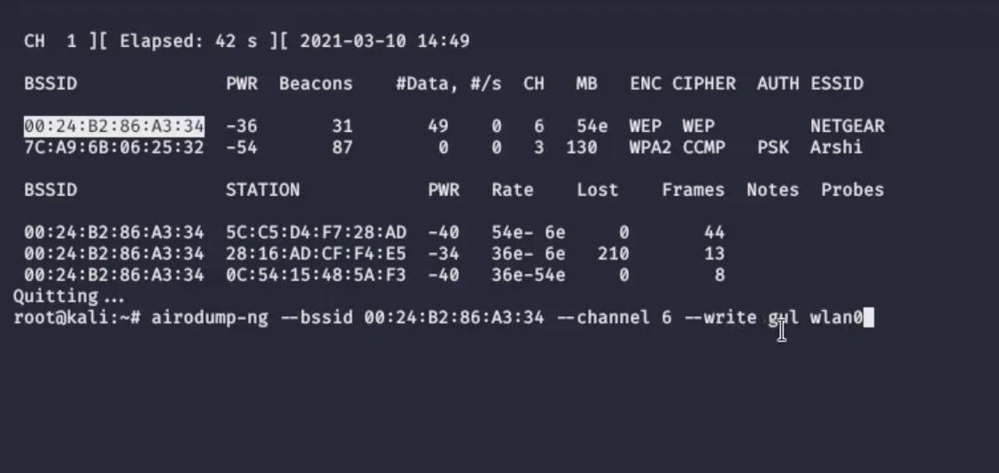 CH 1 ][ Elapsed: 42 s ][ 2021-03-10 14:49
BSSID PWR Beacons #Data, #/s CH MB ENC CIPHER AUTH ESSID
00:24:B2:86:A3:34 -36 31 49 0 6 54e WEP WEP NETGEAR
7C:A9:6B:06:25:32 -54 87 0 0 3 130 WPA2 CCMP PSK Arshi
BSSID STATION PWR Rate Lost Frames Notes Probes
00:24:B2:86:A3:34 5C:C5:D4:F7:28:AD -40 54e- 6e 0 44
00:24:B2:86:A3:34 28:16:AD:CF:F4:E5 -34 36e- 6e 210 13
00:24:B2:86:A3:34 0C:54:15:48:5A:F3 -40 36e-54e 0 8
Quitting...
root@kali:~# airodump-ng --bssid 00:24:B2:86:A3:34 --channel 6 --write gul wlan0